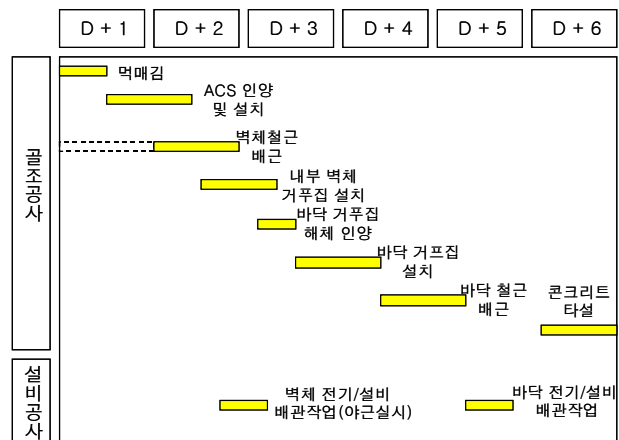 D + 1
D + 2
D + 3
D + 4
D + 5
D + 6
골조공사
먹매김
ACS 인양
및 설치
벽체철근
배근
내부 벽체
거푸집 설치
바닥 거푸집
해체 인양
바닥 거프집
설치
바닥 철근
배근
콘크리트
타설
설비공사
벽체 전기/설비
배관작업(야근실시)
바닥 전기/설비
배관작업